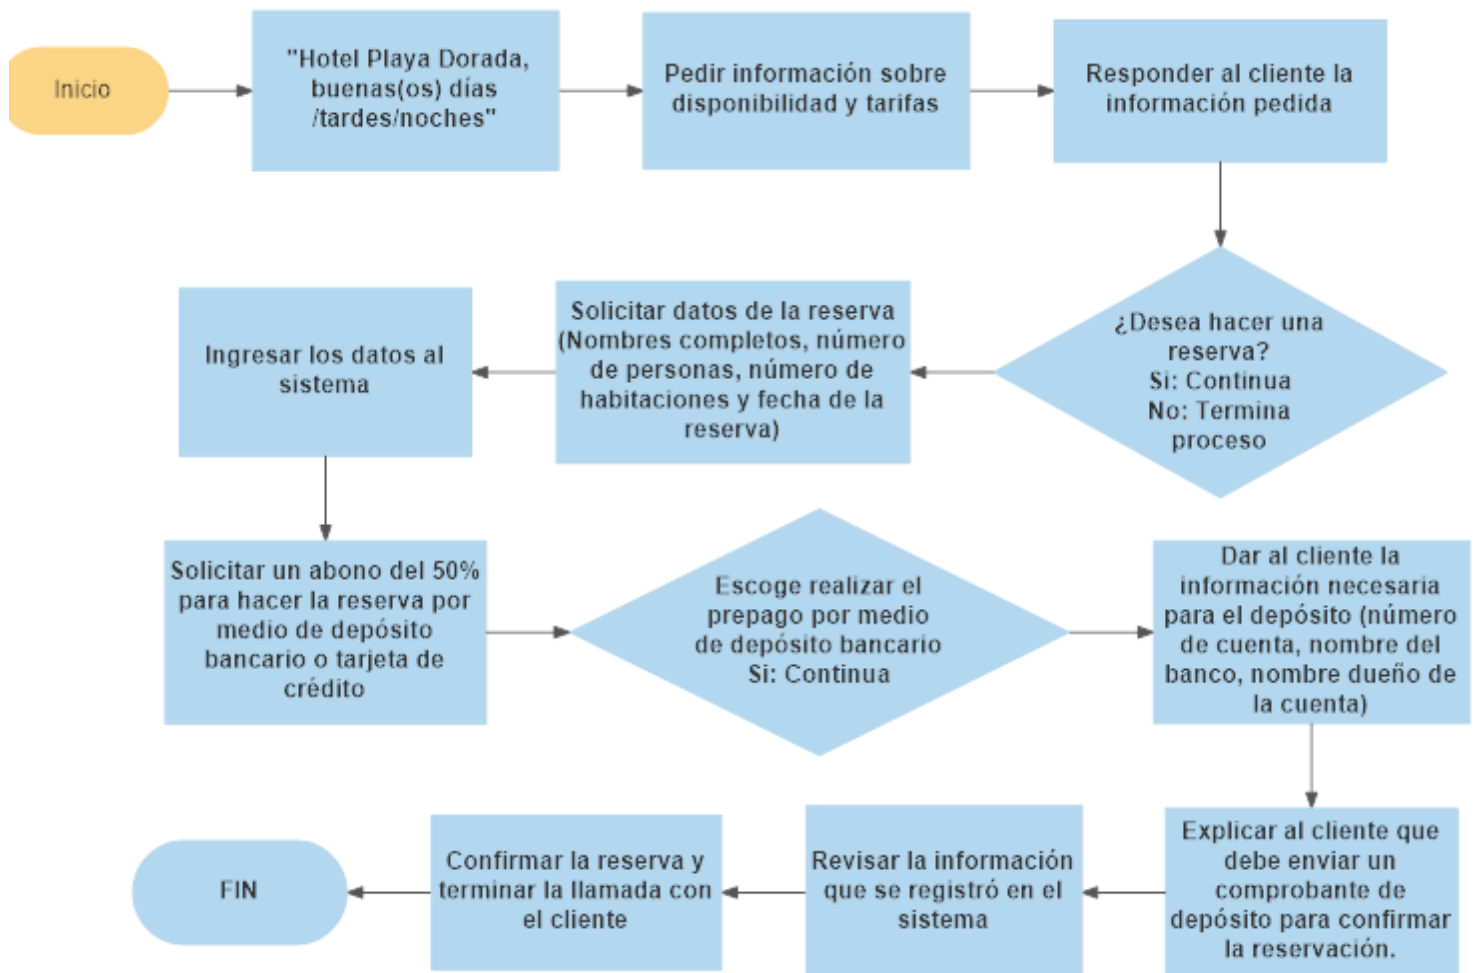 Inicio
"Hotel Playa Dorada,
buenas(os) días
/tardes/noches"
Pedir información sobre
disponibilidad y tarifas
Responder al cliente la
información pedida
¿Desea hacer una
reserva?
Si: Continua
No: Termina
proceso
Solicitar datos de la reserva
(Nombres completos, número
de personas, número de
habitaciones y fecha de la
reserva)
Ingresar los datos al
sistema
Solicitar un abono del 50%
para hacer la reserva por
medio de depósito
bancario o tarjeta de
crédito
Escoge realizar el
prepago por medio
de depósito bancario
Si: Continua
Dar al cliente la
información necesaria
para el depósito (número
de cuenta, nombre del
banco, nombre dueño de
la cuenta)
Explicar al cliente que
debe enviar un
comprobante de
depósito para confirmar
la reservación.
Revisar la información
que se registró en el
sistema
Confirmar la reserva y
terminar la llamada con
el cliente
FIN